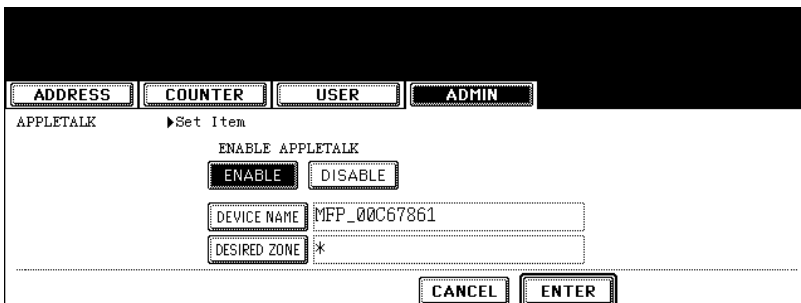 ADDRESS COUNTER USER ADMIN
APPLETALK ▶Set Item
ENABLE APPLETALK
ENABLE DISABLE
DEVICE NAME MFP_00C67861
DESIRED ZONE *
CANCEL ENTER